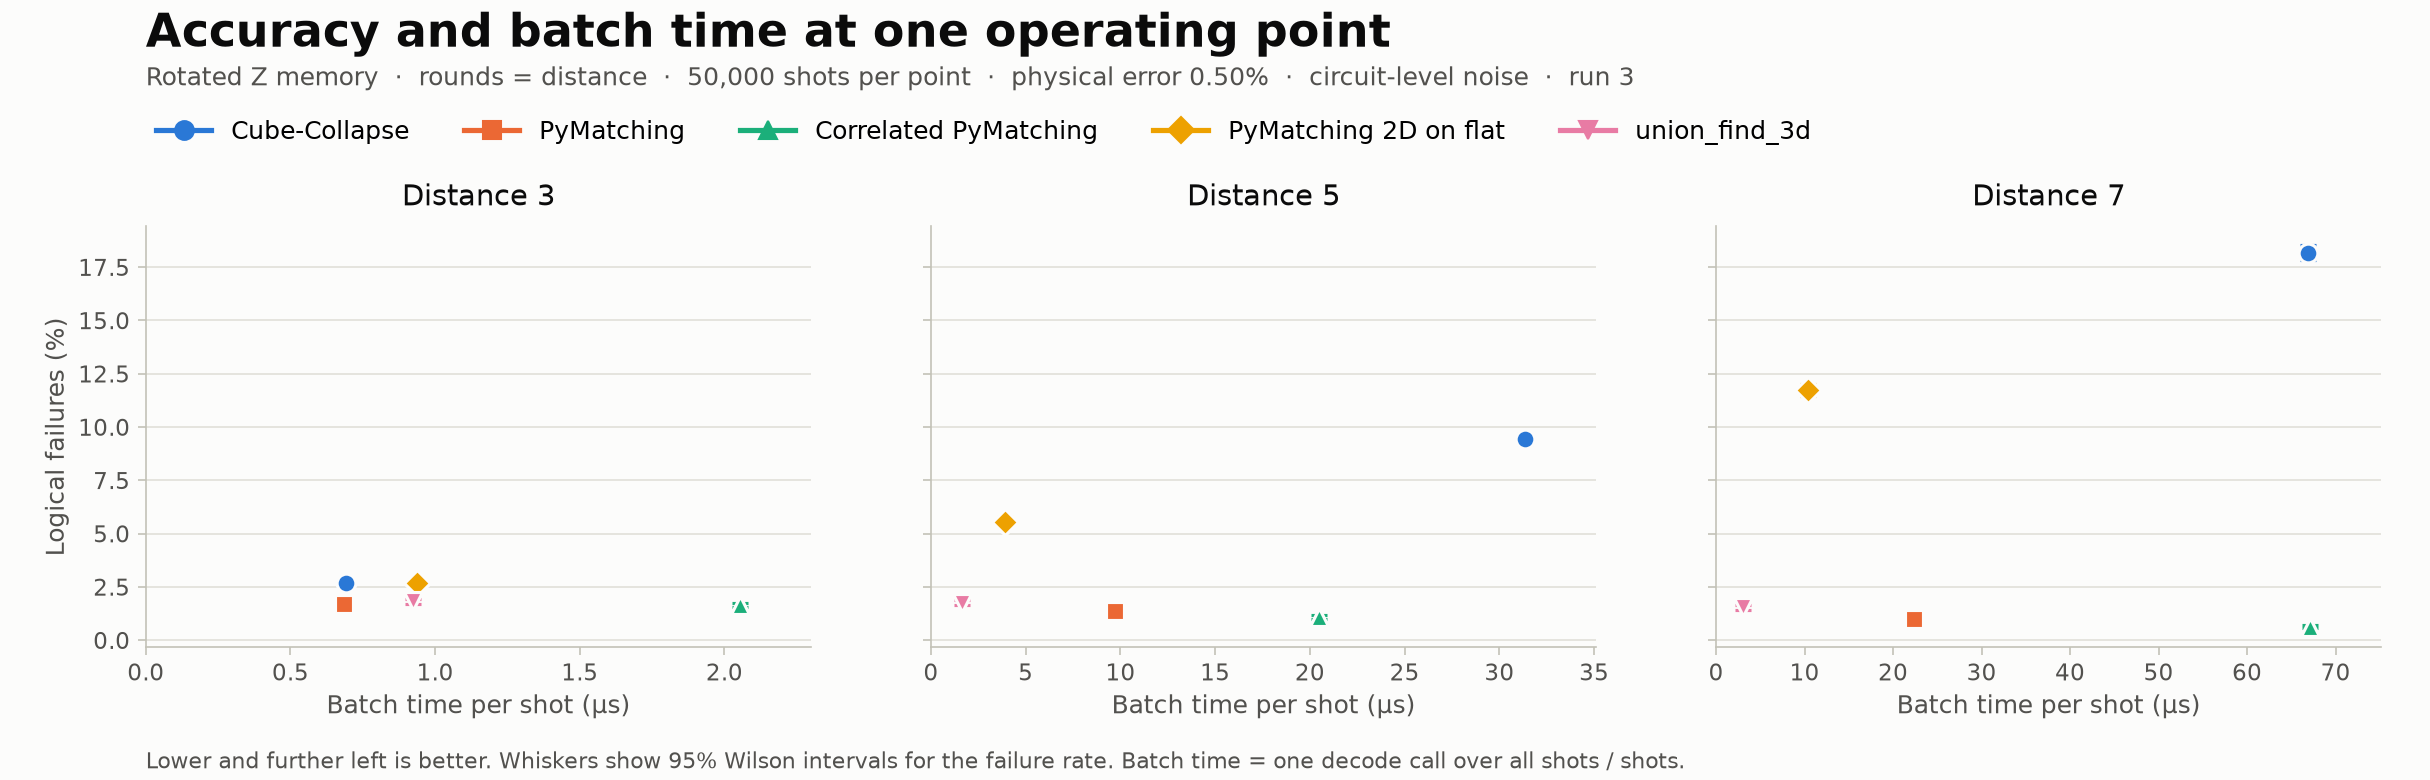 Accuracy and batch time at one operating point
Rotated Z memory · rounds = distance · 50,000 shots per point · physical error 0.50% · circuit-level noise · run 3
Cube-Collapse PyMatching Correlated PyMatching PyMatching 2D on flat union_find_3d
Distance 3 Distance 5 Distance 7
Logical failures (%)
17.5
15.0
12.5
10.0
7.5
5.0
2.5
0.0
0.0 0.5 1.0 1.5 2.0
Batch time per shot (µs)
0 5 10 15 20 25 30 35
Batch time per shot (µs)
0 10 20 30 40 50 60 70
Batch time per shot (µs)
Lower and further left is better. Whiskers show 95% Wilson intervals for the failure rate. Batch time = one decode call over all shots / shots.